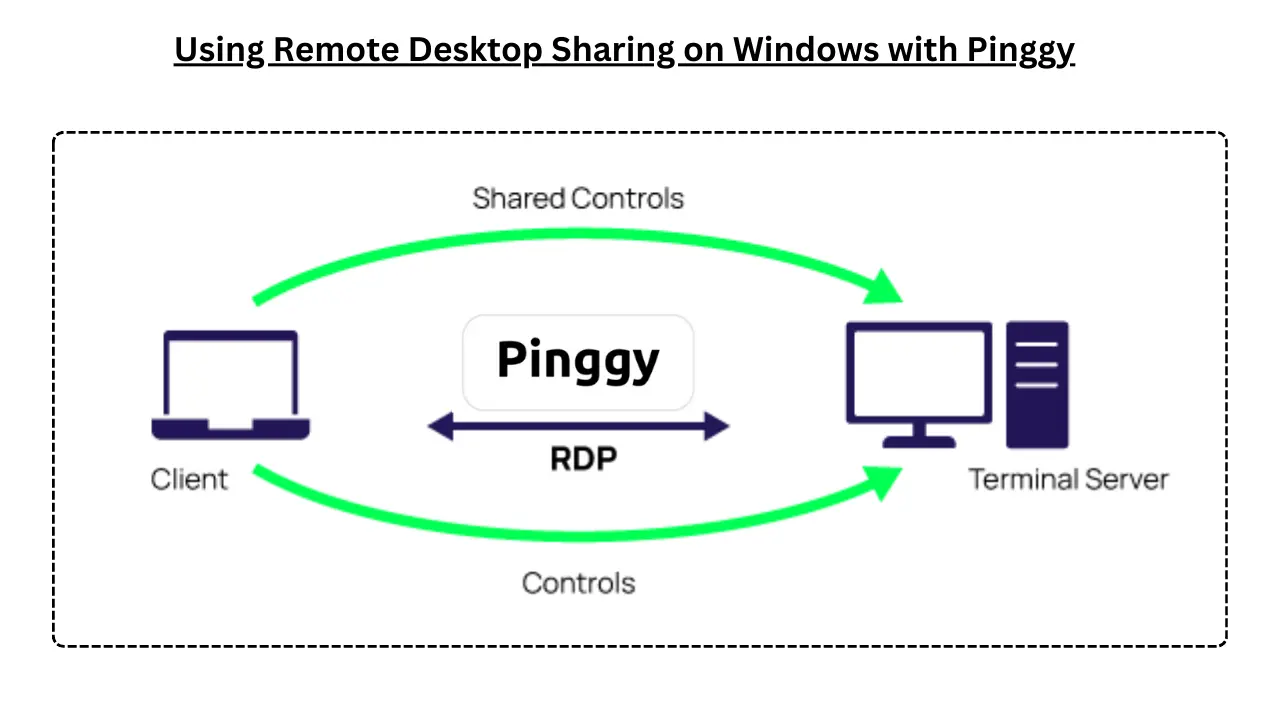 Using Remote Desktop Sharing on Windows with Pinggy
Shared Controls
Pinggy
RDP
Client
Terminal Server
Controls